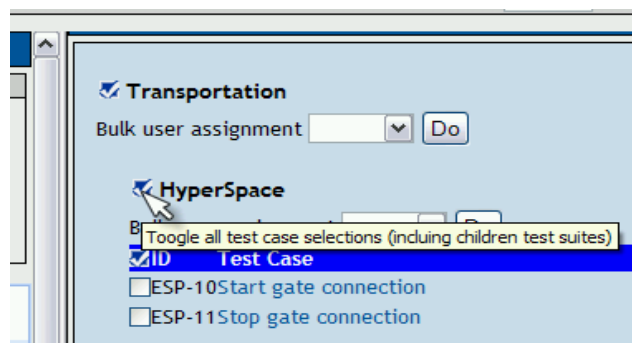 Transportation
Bulk user assignment Do
HyperSpace
Toogle all test case selections (incluing children test suites)
ID Test Case
ESP-10Start gate connection
ESP-11Stop gate connection